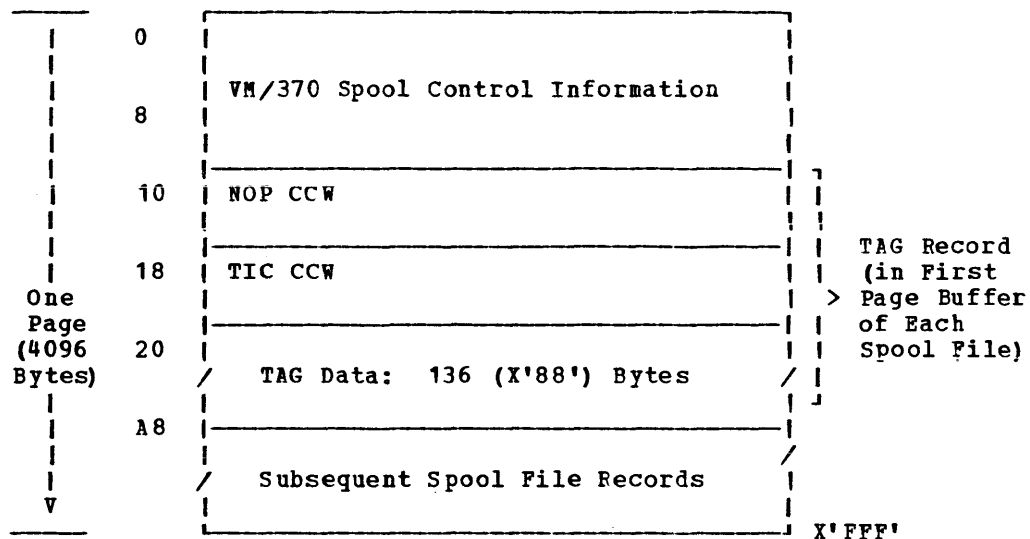 0
VM/370 Spool Control Information
8
10 NOP CCW
18 TIC CCW
TAG Record
(in First
Page Buffer
of Each
Spool File)
One
Page
(4096
Bytes)
20
TAG Data: 136 (X'88') Bytes
A8
Subsequent Spool File Records
V
X'FFF'